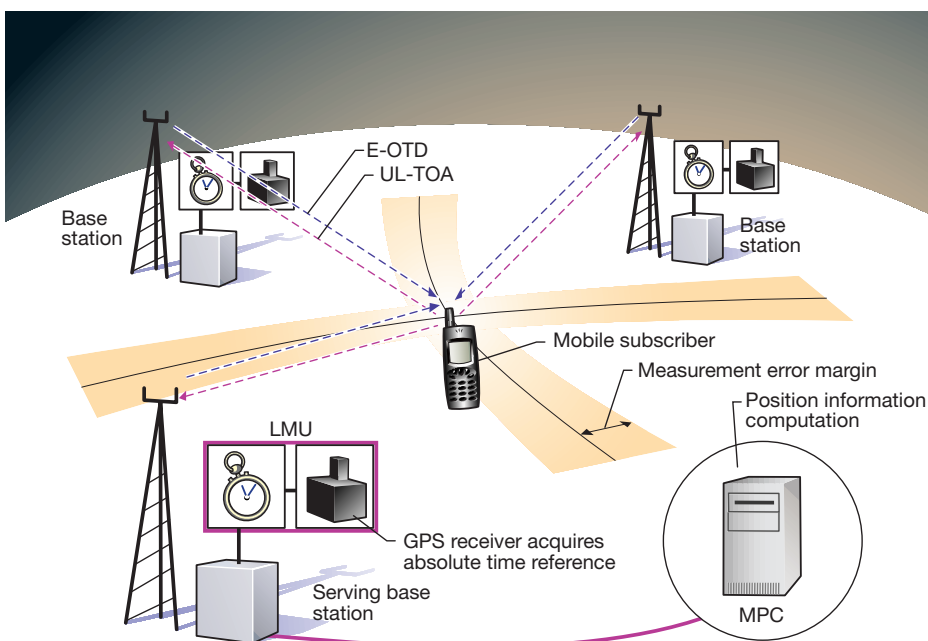 E-OTD
UL-TOA
Base
station
Base
station
Mobile subscriber
Measurement error margin
Position information
computation
LMU
GPS receiver acquires
absolute time reference
Serving base
station
MPC